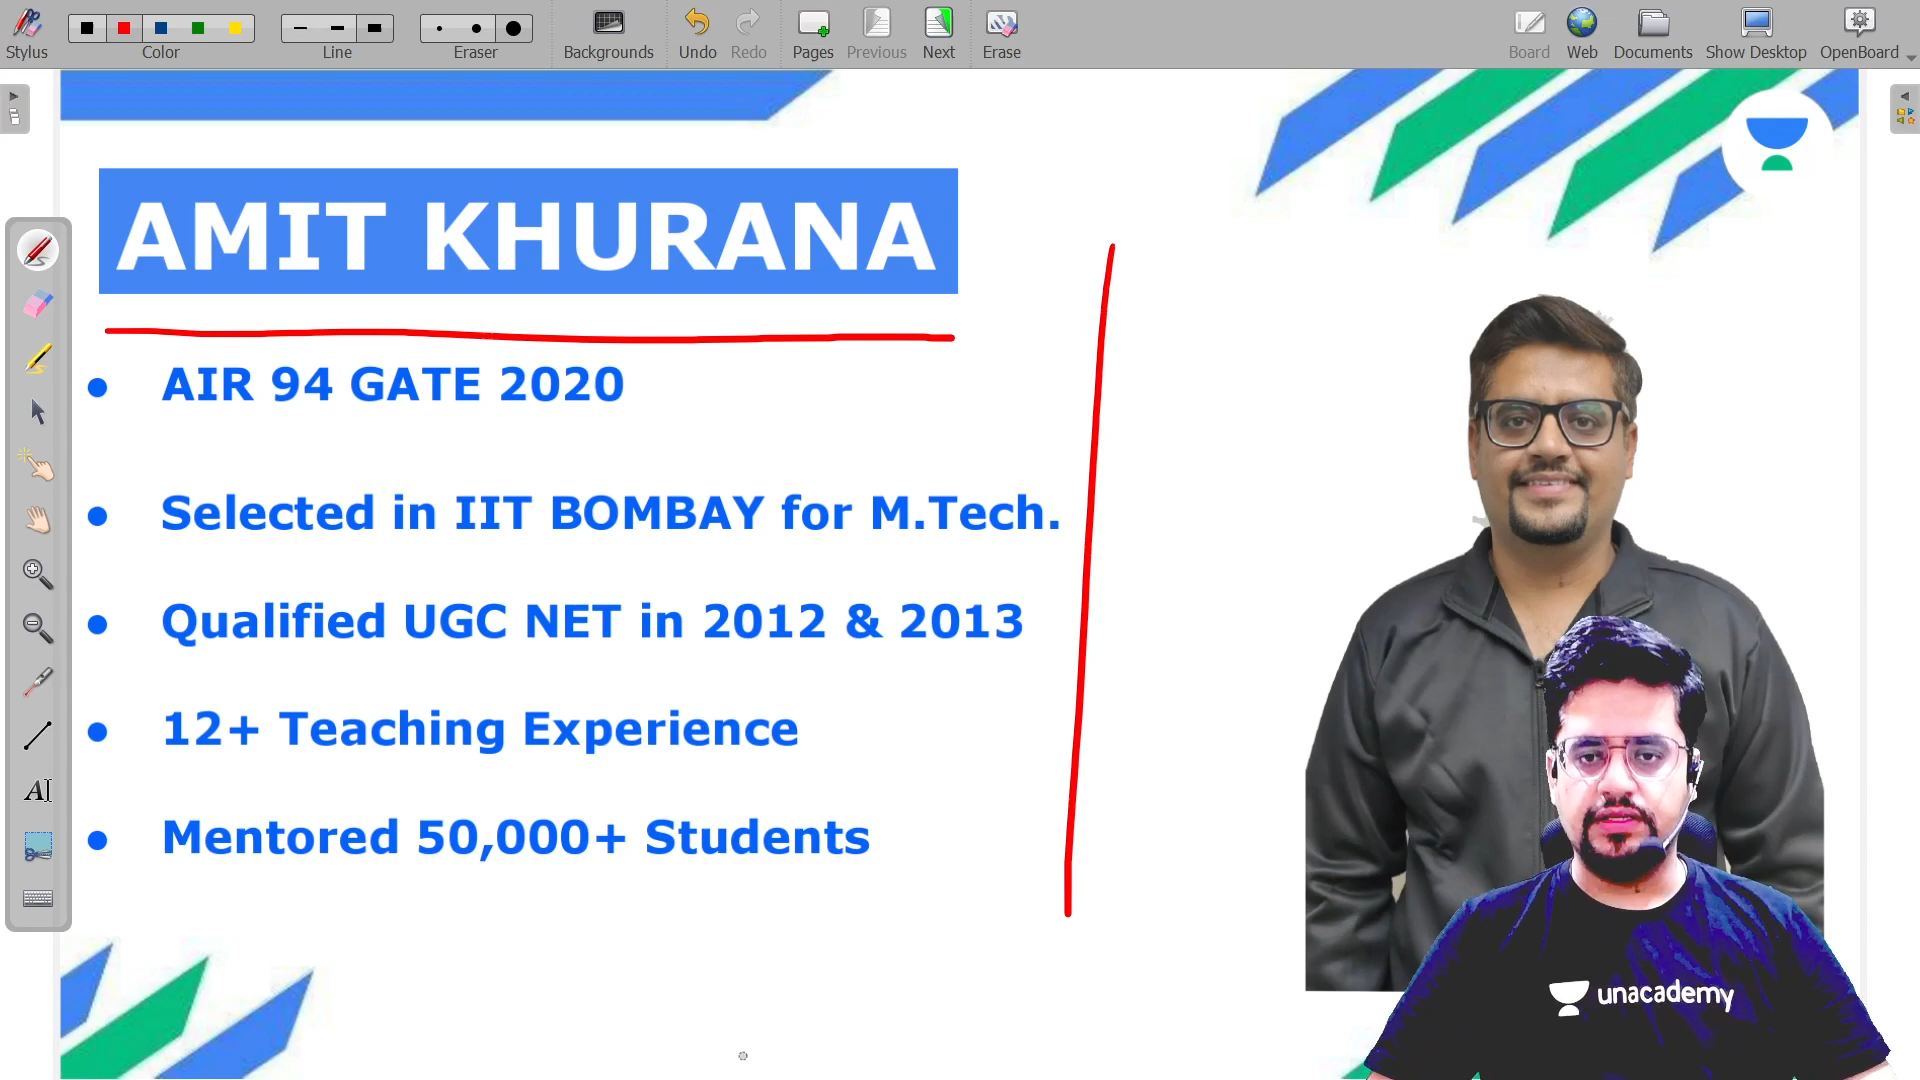 Stylus
Color
Line
Eraser
Backgrounds
Undo
Redo
Pages
Previous
Next
Erase
Board
Web
Documents
Show Desktop
OpenBoard
AMIT KHURANA
• AIR 94 GATE 2020
• Selected in IIT BOMBAY for M.Tech.
• Qualified UGC NET in 2012 & 2013
• 12+ Teaching Experience
• Mentored 50,000+ Students
AI
unacademy